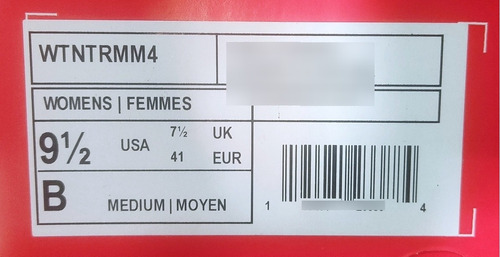 WTNTRMM4
WOMENS | FEMMES
9½ USA 7½ UK
41 EUR
B MEDIUM | MOYEN
1 4